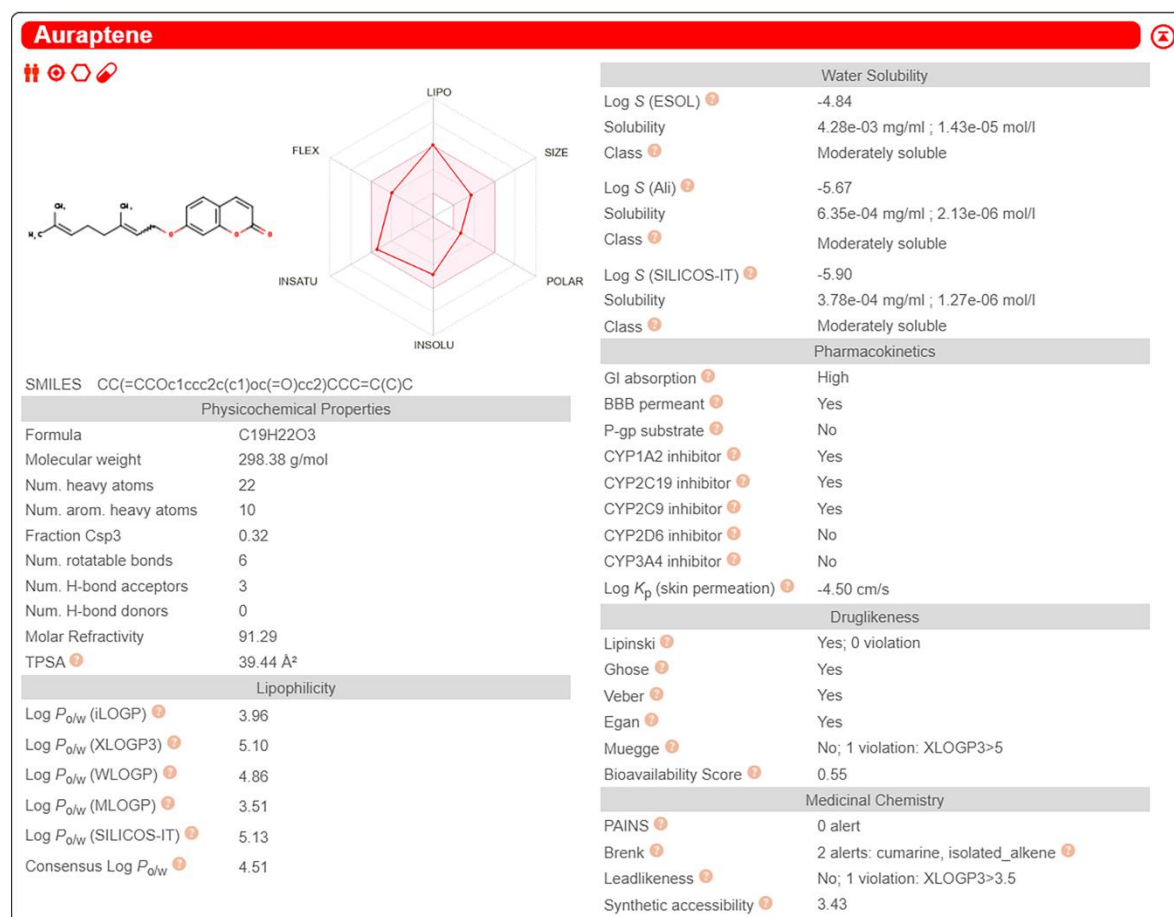 Auraptene
LIPO
FLEX
SIZE
INSATU
POLAR
INSOLU
CH₃
CH₃
H₃C
O
O
O
SMILES CC(=CCOc1ccc2c(c1)oc(=O)cc2)CCC=C(C)C
Physicochemical Properties
Formula C19H22O3
Molecular weight 298.38 g/mol
Num. heavy atoms 22
Num. arom. heavy atoms 10
Fraction Csp3 0.32
Num. rotatable bonds 6
Num. H-bond acceptors 3
Num. H-bond donors 0
Molar Refractivity 91.29
TPSA ? 39.44 Å²
Lipophilicity
Log Po/w (iLOGP) ? 3.96
Log Po/w (XLOGP3) ? 5.10
Log Po/w (WLOGP) ? 4.86
Log Po/w (MLOGP) ? 3.51
Log Po/w (SILICOS-IT) ? 5.13
Consensus Log Po/w ? 4.51
Water Solubility
Log S (ESOL) ? -4.84
Solubility 4.28e-03 mg/ml ; 1.43e-05 mol/l
Class ? Moderately soluble
Log S (Ali) ? -5.67
Solubility 6.35e-04 mg/ml ; 2.13e-06 mol/l
Class ? Moderately soluble
Log S (SILICOS-IT) ? -5.90
Solubility 3.78e-04 mg/ml ; 1.27e-06 mol/l
Class ? Moderately soluble
Pharmacokinetics
GI absorption ? High
BBB permeant ? Yes
P-gp substrate ? No
CYP1A2 inhibitor ? Yes
CYP2C19 inhibitor ? Yes
CYP2C9 inhibitor ? Yes
CYP2D6 inhibitor ? No
CYP3A4 inhibitor ? No
Log Kp (skin permeation) ? -4.50 cm/s
Druglikeness
Lipinski ? Yes; 0 violation
Ghose ? Yes
Veber ? Yes
Egan ? Yes
Muegge ? No; 1 violation: XLOGP3>5
Bioavailability Score ? 0.55
Medicinal Chemistry
PAINS ? 0 alert
Brenk ? 2 alerts: cumarine, isolated_alkene ?
Leadlikeness ? No; 1 violation: XLOGP3>3.5
Synthetic accessibility ? 3.43